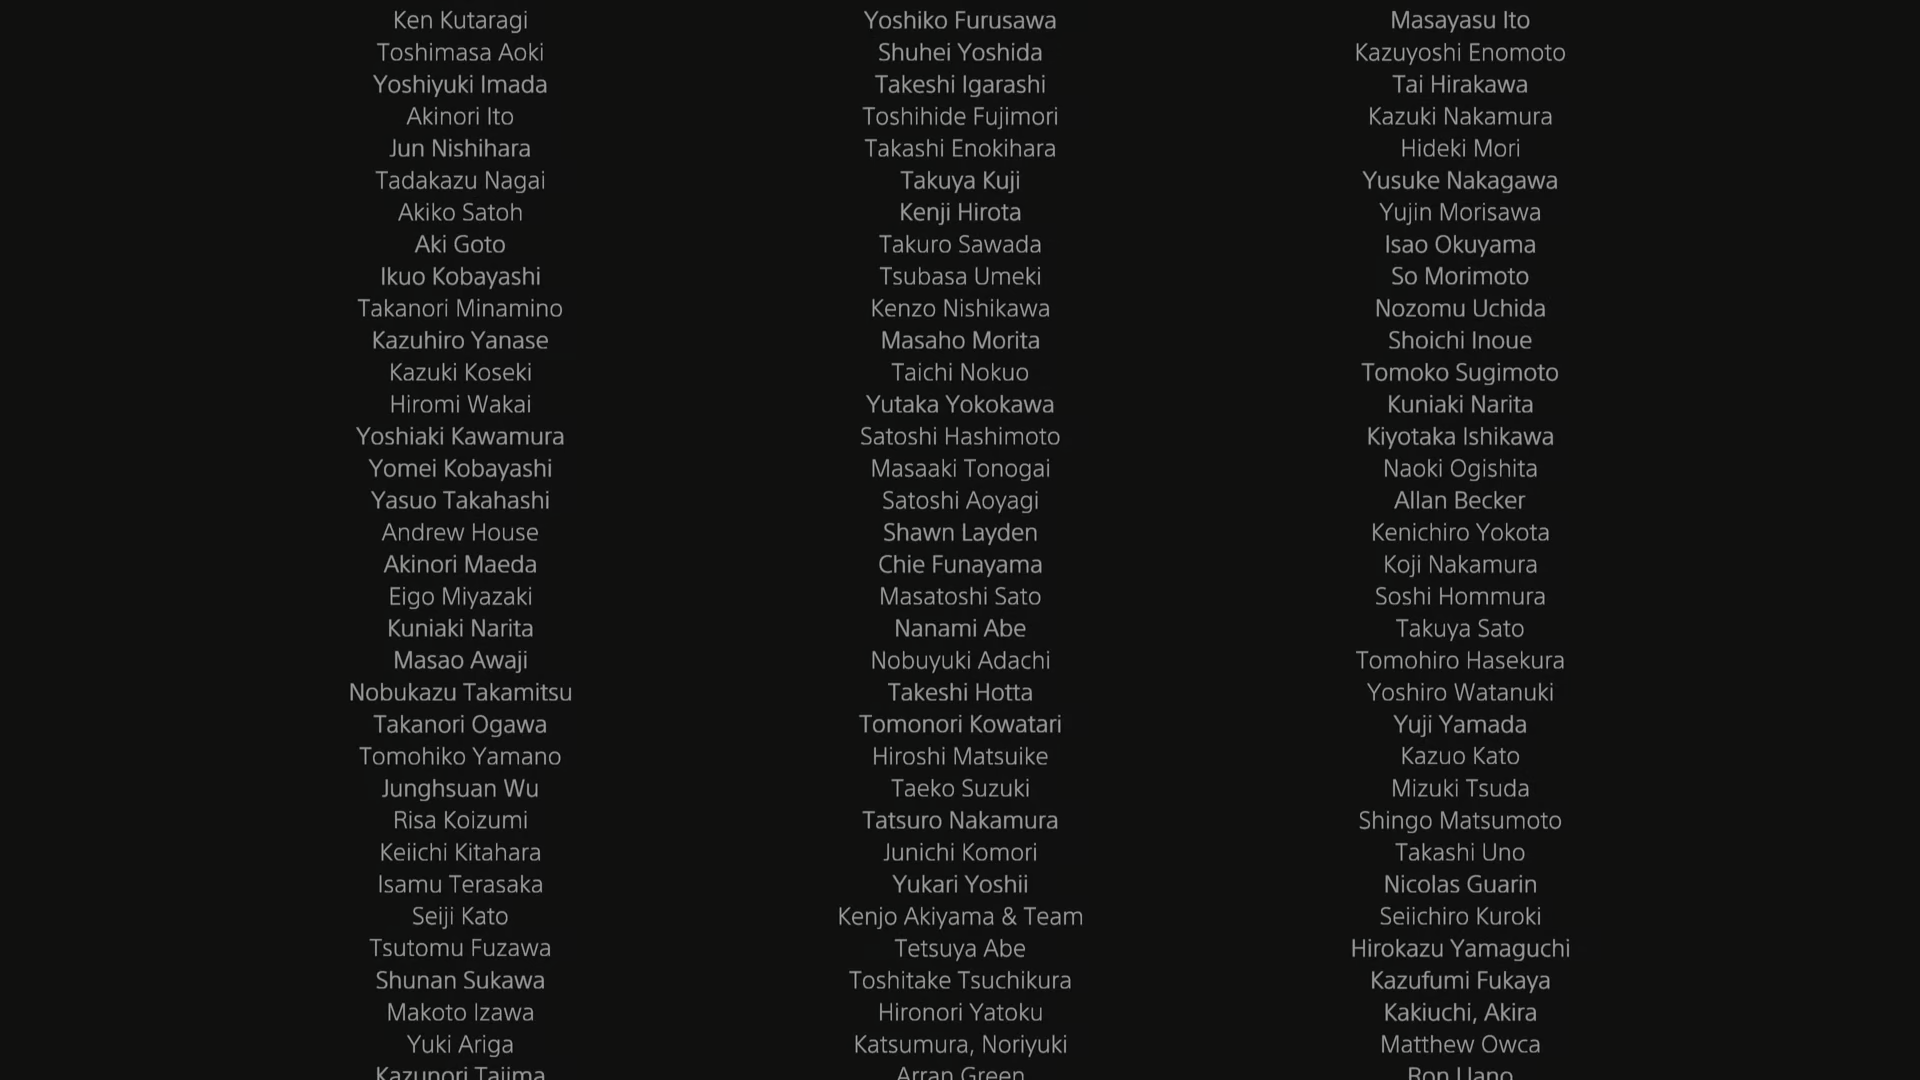 Ken Kutaragi
Toshimasa Aoki
Yoshiyuki Imada
Akinori Ito
Jun Nishihara
Tadakazu Nagai
Akiko Satoh
Aki Goto
Ikuo Kobayashi
Takanori Minamino
Kazuhiro Yanase
Kazuki Koseki
Hiromi Wakai
Yoshiaki Kawamura
Yomei Kobayashi
Yasuo Takahashi
Andrew House
Akinori Maeda
Eigo Miyazaki
Kuniaki Narita
Masao Awaji
Nobukazu Takamitsu
Takanori Ogawa
Tomohiko Yamano
Junghsuan Wu
Risa Koizumi
Keiichi Kitahara
Isamu Terasaka
Seiji Kato
Tsutomu Fuzawa
Shunan Sukawa
Makoto Izawa
Yuki Ariga
Kazunori Tajima
Yoshiko Furusawa
Shuhei Yoshida
Takeshi Igarashi
Toshihide Fujimori
Takashi Enokihara
Takuya Kuji
Kenji Hirota
Takuro Sawada
Tsubasa Umeki
Kenzo Nishikawa
Masaho Morita
Taichi Nokuo
Yutaka Yokokawa
Satoshi Hashimoto
Masaaki Tonogai
Satoshi Aoyagi
Shawn Layden
Chie Funayama
Masatoshi Sato
Nanami Abe
Nobuyuki Adachi
Takeshi Hotta
Tomonori Kowatari
Hiroshi Matsuike
Taeko Suzuki
Tatsuro Nakamura
Junichi Komori
Yukari Yoshii
Kenjo Akiyama & Team
Tetsuya Abe
Toshitake Tsuchikura
Hironori Yatoku
Katsumura, Noriyuki
Arran Green
Masayasu Ito
Kazuyoshi Enomoto
Tai Hirakawa
Kazuki Nakamura
Hideki Mori
Yusuke Nakagawa
Yujin Morisawa
Isao Okuyama
So Morimoto
Nozomu Uchida
Shoichi Inoue
Tomoko Sugimoto
Kuniaki Narita
Kiyotaka Ishikawa
Naoki Ogishita
Allan Becker
Kenichiro Yokota
Koji Nakamura
Soshi Hommura
Takuya Sato
Tomohiro Hasekura
Yoshiro Watanuki
Yuji Yamada
Kazuo Kato
Mizuki Tsuda
Shingo Matsumoto
Takashi Uno
Nicolas Guarin
Seiichiro Kuroki
Hirokazu Yamaguchi
Kazufumi Fukaya
Kakiuchi, Akira
Matthew Owca
Ron